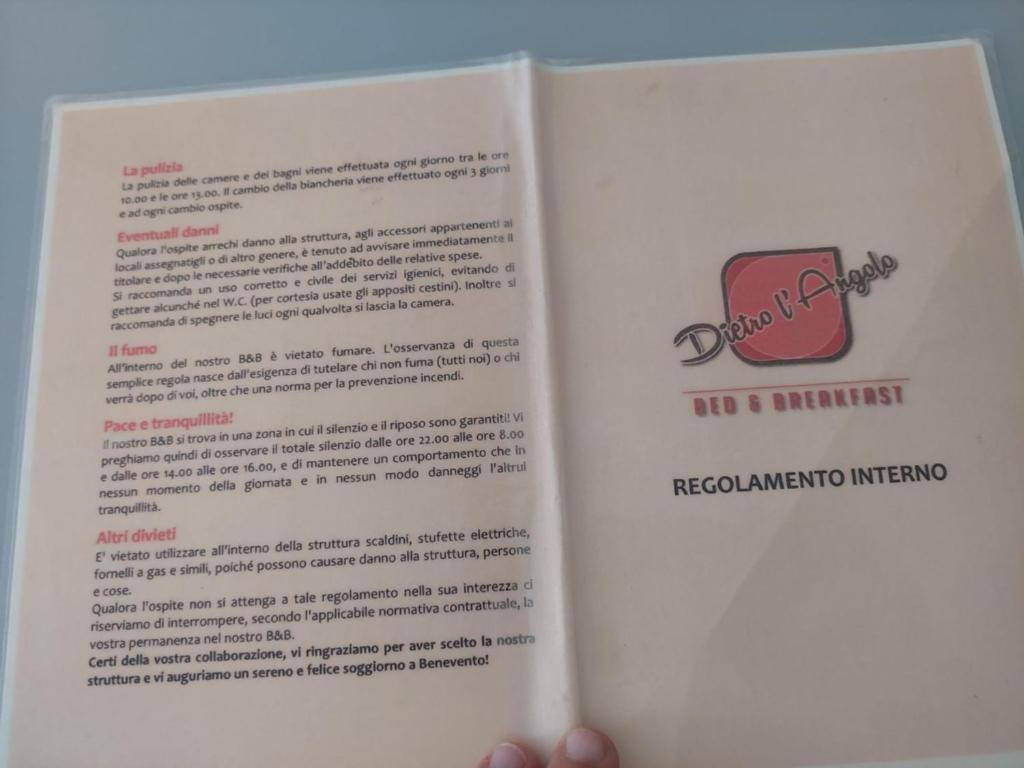 La pulizia
La pulizia delle camere e dei bagni viene effettuata ogni giorno tra le ore
10.00 e le ore 13.00. Il cambio della biancheria viene effettuato ogni 3 giorni
e ad ogni cambio ospite.
Eventuali danni
Qualora l'ospite arrechi danno alla struttura, agli accessori appartenenti ai
locali assegnatigli o di altro genere, è tenuto ad avvisare immediatamente il
titolare e dopo le necessarie verifiche all'addebito delle relative spese.
Si raccomanda un uso corretto e civile dei servizi igienici, evitando di
gettare alcunché nel W.C. (per cortesia usate gli appositi cestini). Inoltre si
raccomanda di spegnere le luci ogni qualvolta si lascia la camera.
Il fumo
All'interno del nostro B&B è vietato fumare. L'osservanza di questa
semplice regola nasce dall'esigenza di tutelare chi non fuma (tutti noi) o chi
verrà dopo di voi, oltre che una norma per la prevenzione incendi.
Pace e tranquillità!
Il nostro B&B si trova in una zona in cui il silenzio e il riposo sono garantiti! Vi
preghiamo quindi di osservare il totale silenzio dalle ore 22.00 alle ore 8.00
e dalle ore 14.00 alle ore 16.00, e di mantenere un comportamento che in
nessun momento della giornata e in nessun modo danneggi l'altrui
tranquillità.
Altri divieti
E' vietato utilizzare all'interno della struttura scaldini, stufette elettriche,
fornelli a gas e simili, poiché possono causare danno alla struttura, persone
e cose.
Qualora l'ospite non si attenga a tale regolamento nella sua interezza ci
riserviamo di interrompere, secondo l'applicabile normativa contrattuale, la
vostra permanenza nel nostro B&B.
Certi della vostra collaborazione, vi ringraziamo per aver scelto la nostra
struttura e vi auguriamo un sereno e felice soggiorno a Benevento!
Dietro l'Angolo
BED & BREAKFAST
REGOLAMENTO INTERNO